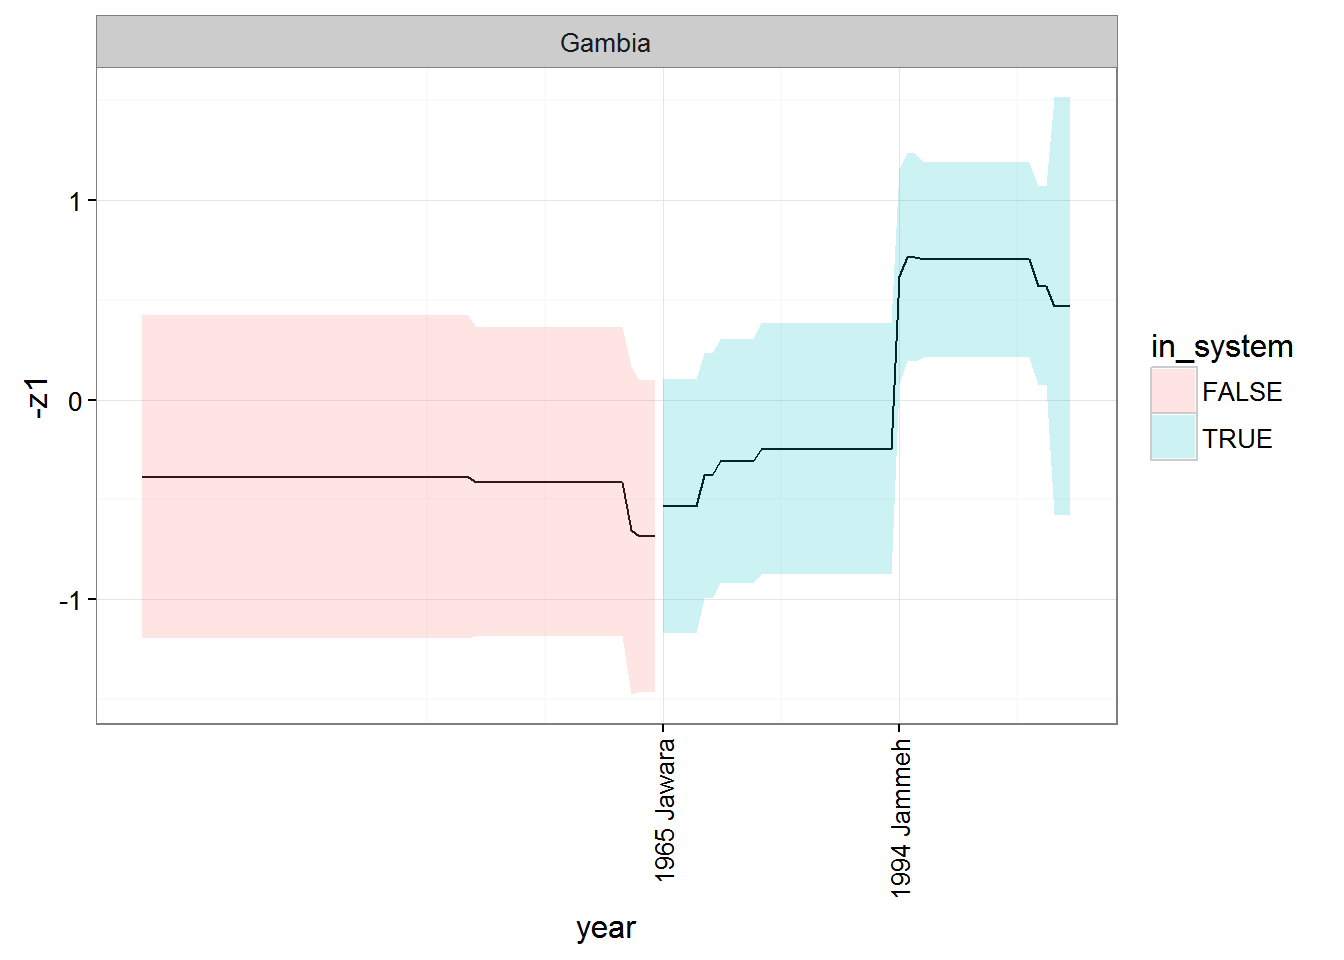 Gambia
1
0
-1
-z1
1965 Jawara
1994 Jammeh
year
in_system
FALSE
TRUE